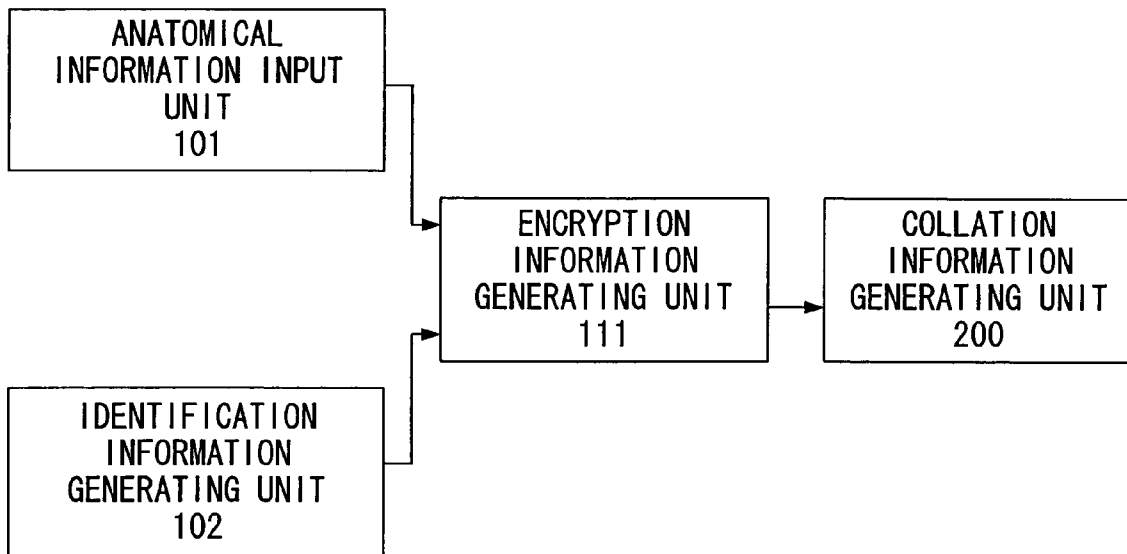 ANATOMICAL
INFORMATION INPUT
UNIT
101
ENCRYPTION
INFORMATION
GENERATING UNIT
111
COLLATION
INFORMATION
GENERATING UNIT
200
IDENTIFICATION
INFORMATION
GENERATING UNIT
102